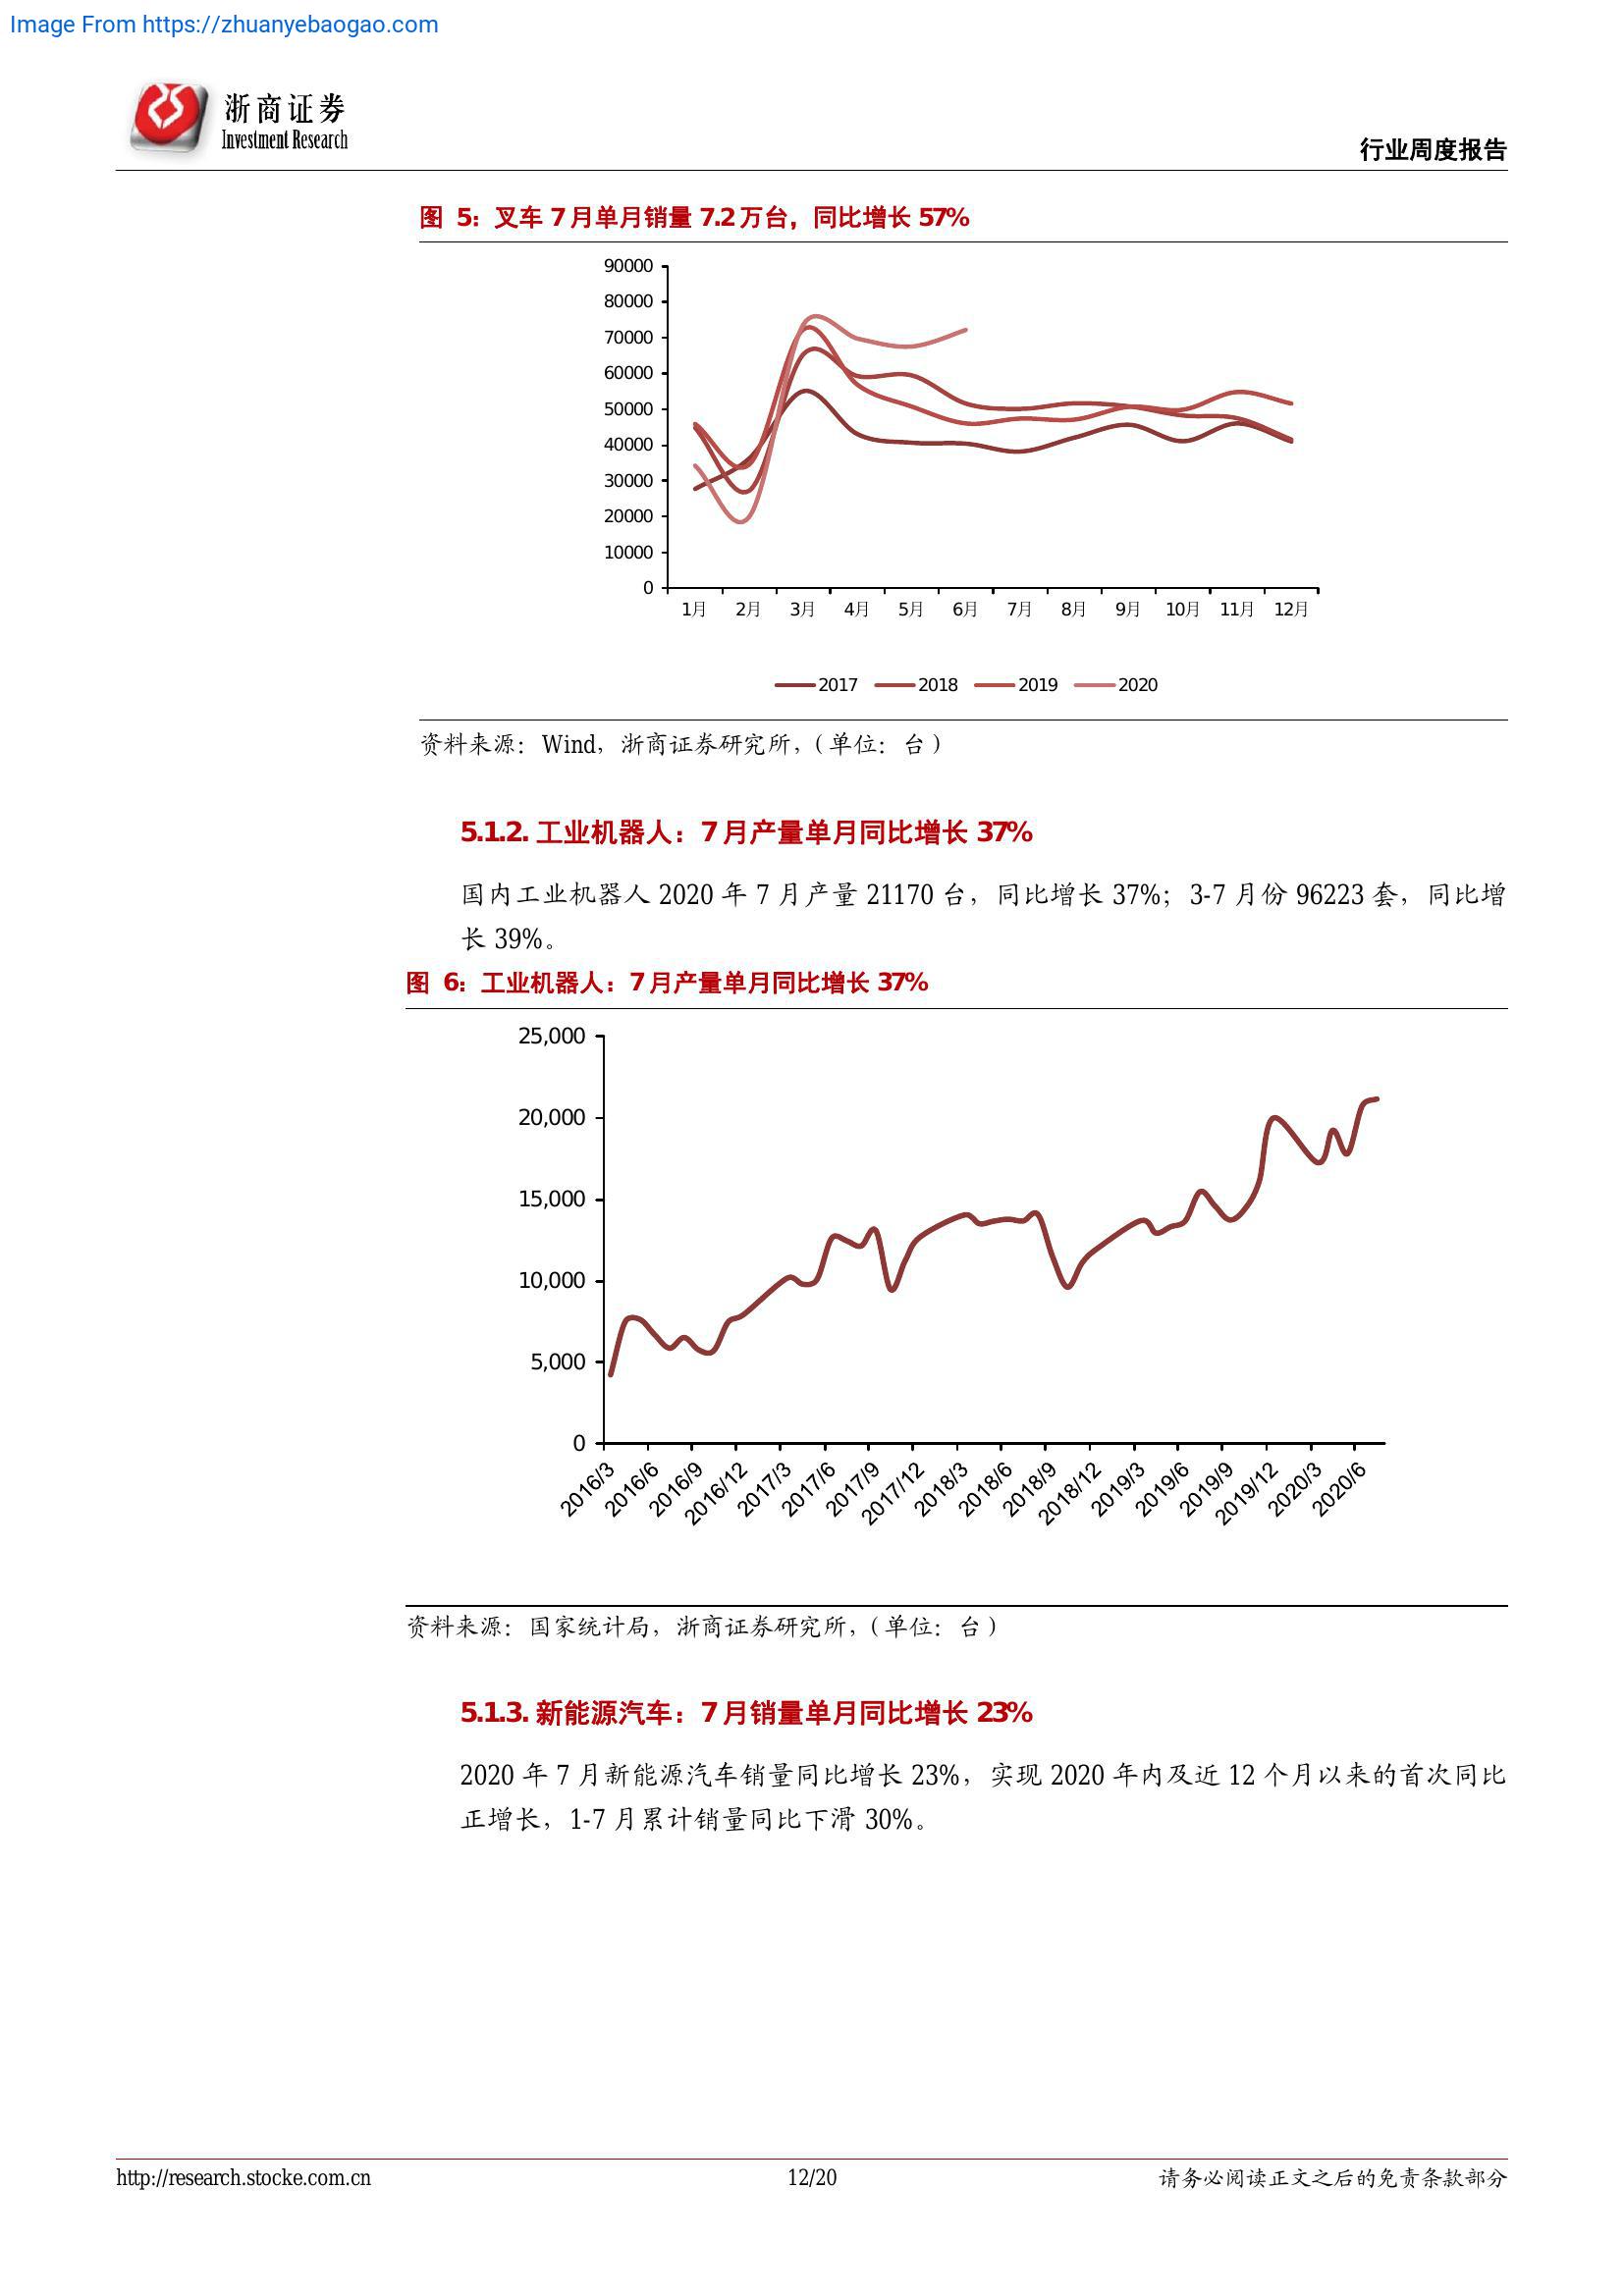 Image From https://zhuanyebaogao.com
浙商证券
Investment Research
行业周度报告
图 5：叉车 7 月单月销量 7.2 万台，同比增长 57%
90000
80000
70000
60000
50000
40000
30000
20000
10000
0
1月 2月 3月 4月 5月 6月 7月 8月 9月 10月 11月 12月
2017 2018 2019 2020
资料来源：Wind，浙商证券研究所，（单位：台）
5.1.2. 工业机器人：7 月产量单月同比增长 37%
国内工业机器人 2020 年 7 月产量 21170 台，同比增长 37%；3-7 月份 96223 套，同比增
长 39%。
图 6：工业机器人：7 月产量单月同比增长 37%
25,000
20,000
15,000
10,000
5,000
0
2016/3 2016/6 2016/9 2016/12 2017/3 2017/6 2017/9 2017/12 2018/3 2018/6 2018/9 2018/12 2019/3 2019/6 2019/9 2019/12 2020/3 2020/6
资料来源：国家统计局，浙商证券研究所，（单位：台）
5.1.3. 新能源汽车：7 月销量单月同比增长 23%
2020 年 7 月新能源汽车销量同比增长 23%，实现 2020 年内及近 12 个月以来的首次同比
正增长，1-7 月累计销量同比下滑 30%。
http://research.stocke.com.cn 12/20 请务必阅读正文之后的免责条款部分